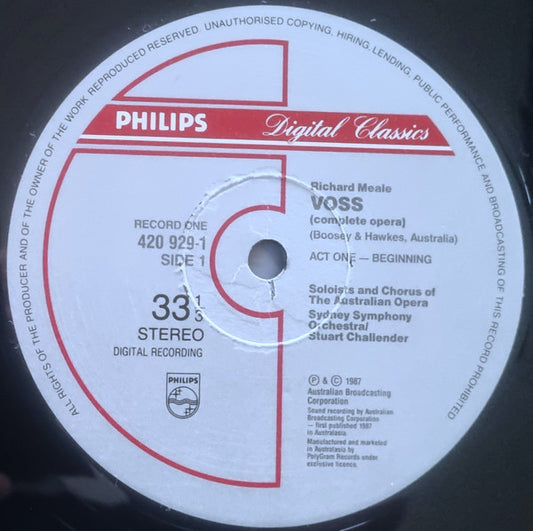 ALL RIGHTS OF THE PRODUCER AND OF THE OWNER OF THE WORK REPRODUCED RESERVED. UNAUTHORISED COPYING, HIRING, LENDING, PUBLIC PERFORMANCE AND BROADCASTING OF THIS RECORD PROHIBITED
PHILIPS
Digital Classics
Richard Meale
VOSS
(complete opera)
(Boosey & Hawkes, Australia)
ACT ONE — BEGINNING
RECORD ONE
420 929-1
SIDE 1
33 1/3
STEREO
DIGITAL RECORDING
PHILIPS
Soloists and Chorus of
The Australian Opera
Sydney Symphony
Orchestra/
Stuart Challender
℗ & © 1987
Australian Broadcasting
Corporation
Sound recording by Australian
Broadcasting Corporation
— first published 1987
in Australasia.
Manufactured and marketed
in Australasia by
PolyGram Records under
exclusive licence.